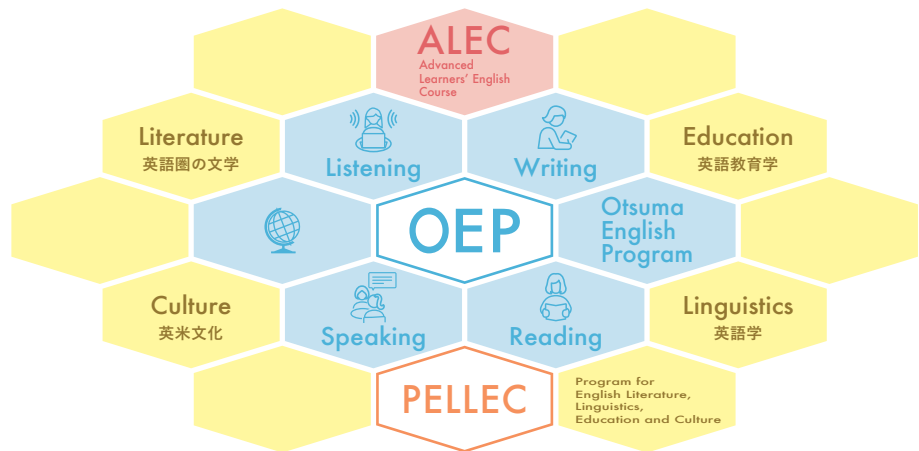 ALEC
Advanced
Learners' English
Course
Literature
英語圏の文学
Listening
Writing
Education
英語教育学
OEP
Otsuma
English
Program
Culture
英米文化
Speaking
Reading
Linguistics
英語学
PELLEC
Program for
English Literature,
Linguistics,
Education and Culture